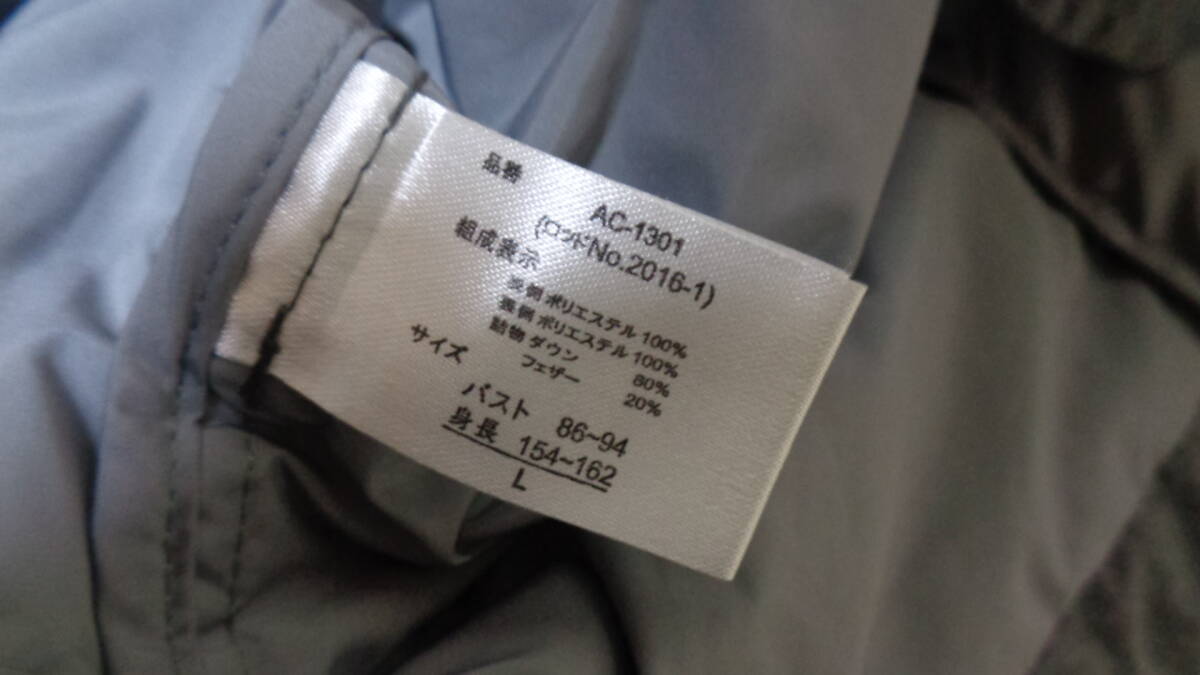 品番
AC-1301
(ロンドNo.2016-1)
組成表示
表側 ポリエステル 100%
裏側 ポリエステル 100%
詰物 ダウン 80%
フェザー 20%
サイズ
バスト 86~94
身長 154~162
L